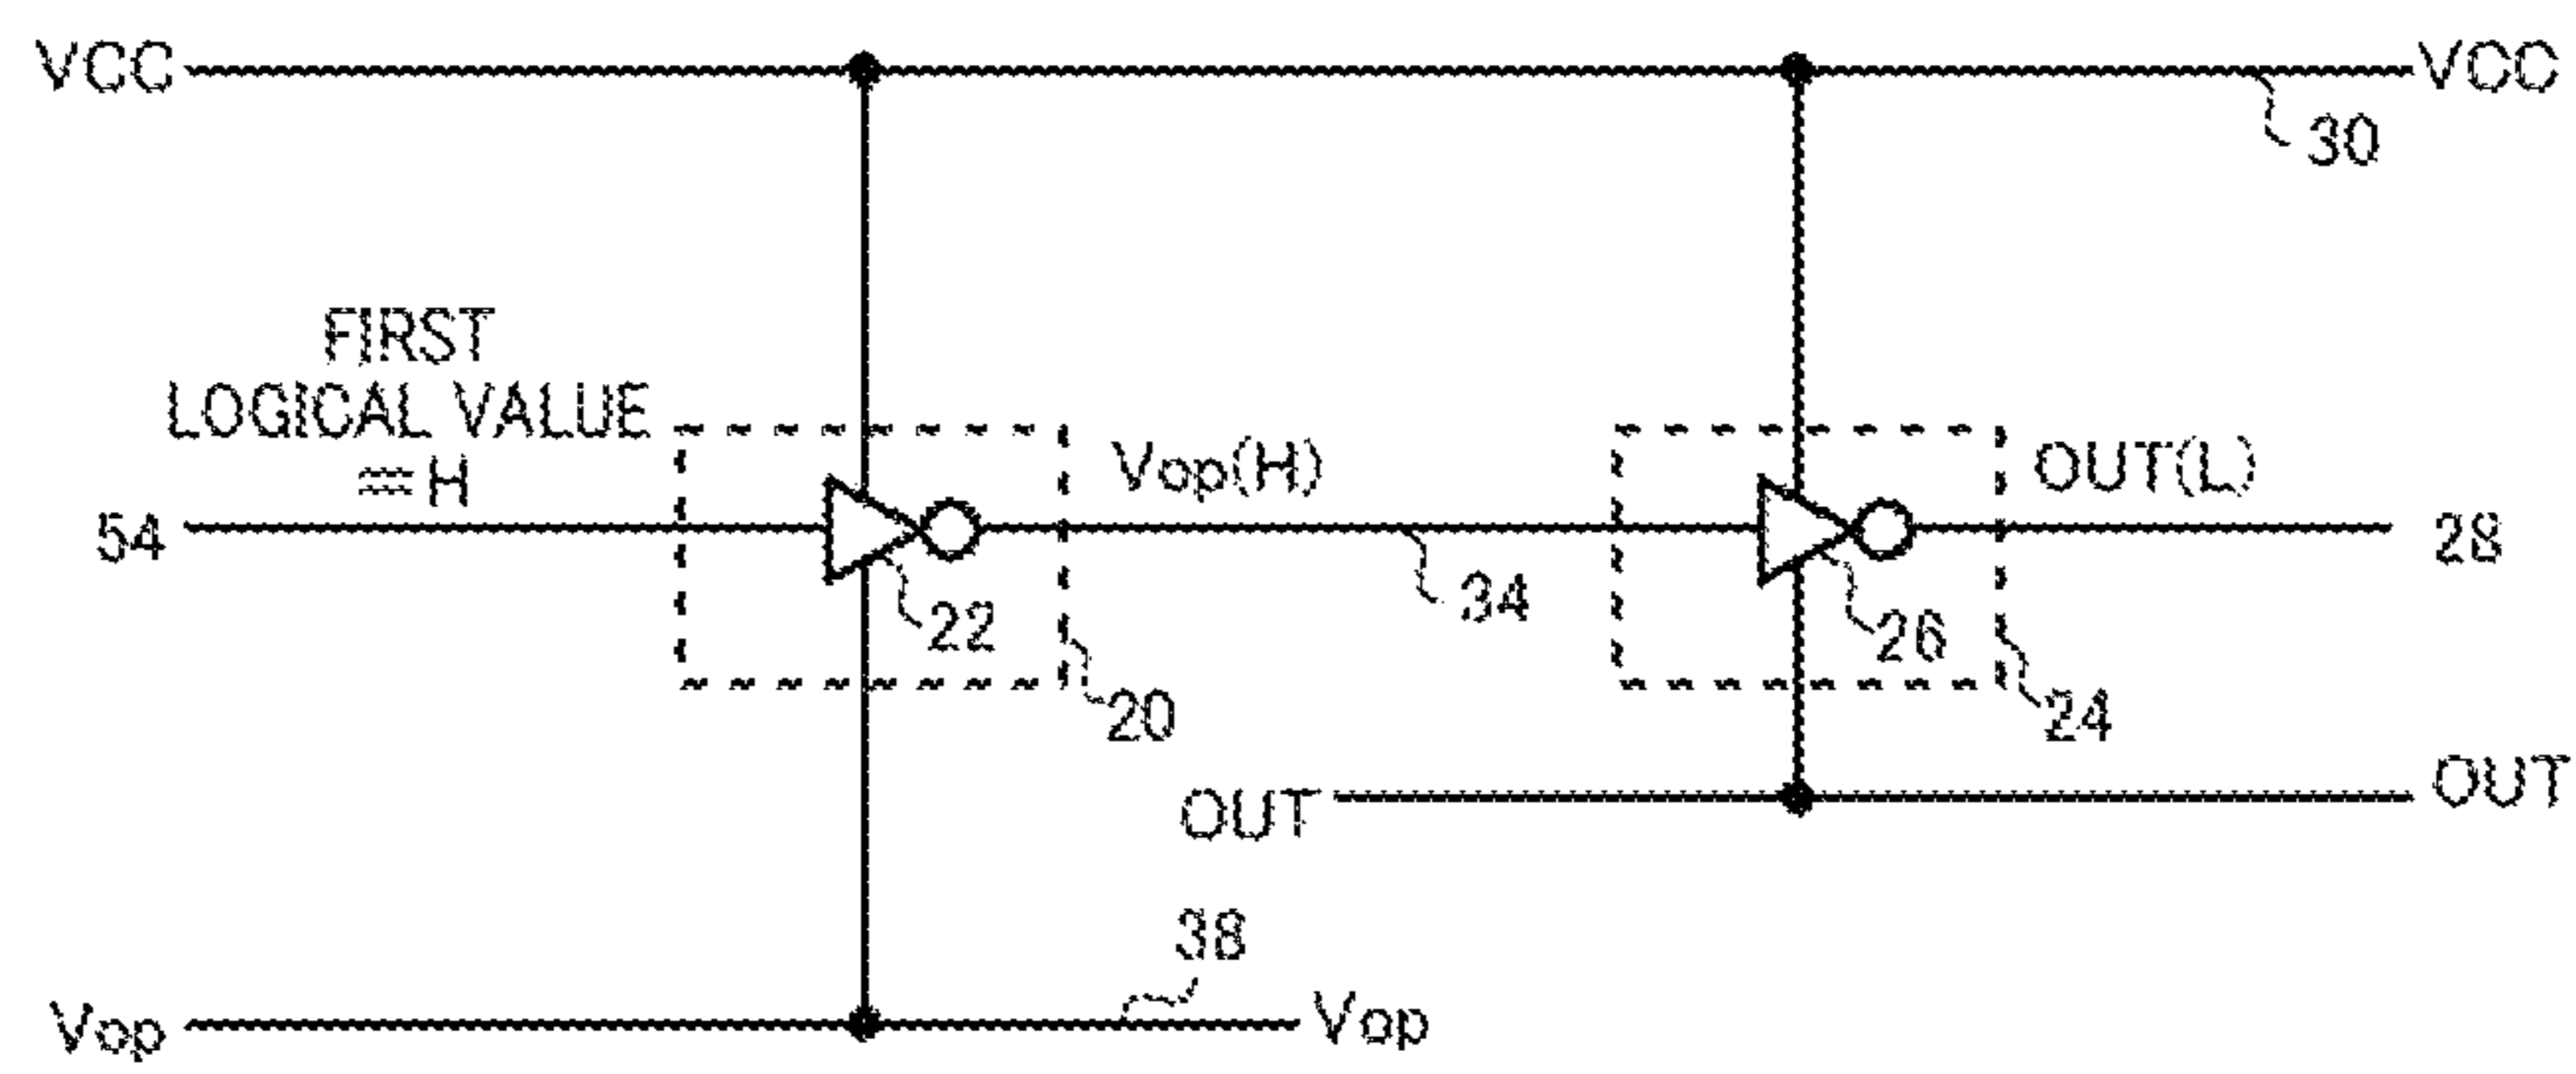 VCC
VCC
30
FIRST
LOGICAL VALUE
= H
54
Vop(H)
OUT(L)
28
22
34
26
20
24
OUT
OUT
38
Vop
Vop